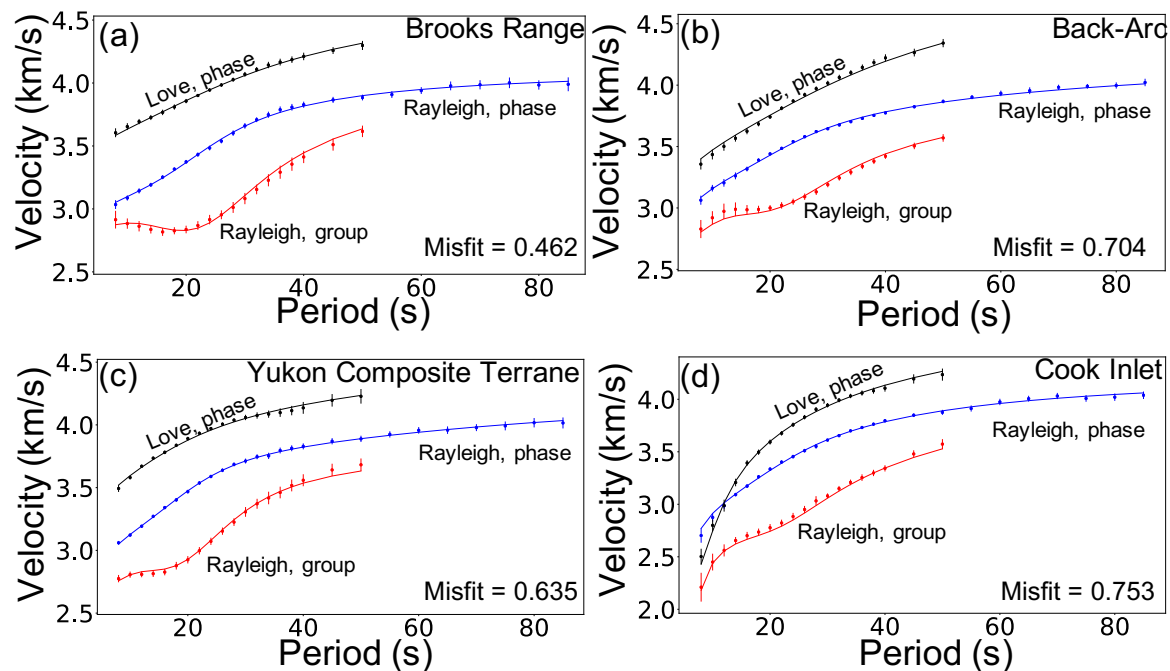 (a)
Brooks Range
Velocity (km/s)
4.5
4.0
3.5
3.0
2.5
Love, phase
Rayleigh, phase
Rayleigh, group
Misfit = 0.462
20
40
60
80
Period (s)
(b)
Back-Arc
Velocity (km/s)
4.5
4.0
3.5
3.0
2.5
Love, phase
Rayleigh, phase
Rayleigh, group
Misfit = 0.704
20
40
60
80
Period (s)
(c)
Yukon Composite Terrane
Velocity (km/s)
4.5
4.0
3.5
3.0
2.5
Love, phase
Rayleigh, phase
Rayleigh, group
Misfit = 0.635
20
40
60
80
Period (s)
(d)
Cook Inlet
Velocity (km/s)
4.0
3.5
3.0
2.5
2.0
Love, phase
Rayleigh, phase
Rayleigh, group
Misfit = 0.753
20
40
60
80
Period (s)